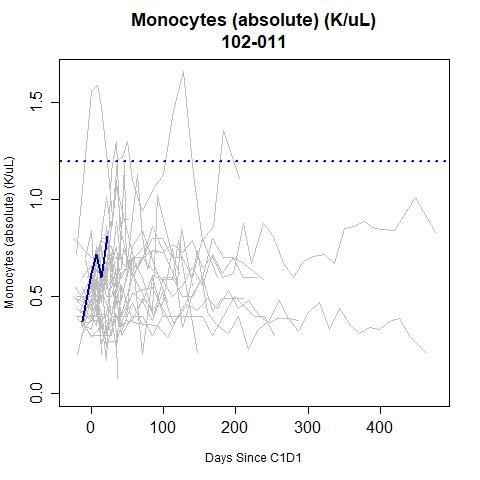 Monocytes (absolute) (K/uL)
102-011
Monocytes (absolute) (K/uL)
1.5
1.0
0.5
0.0
0 100 200 300 400
Days Since C1D1